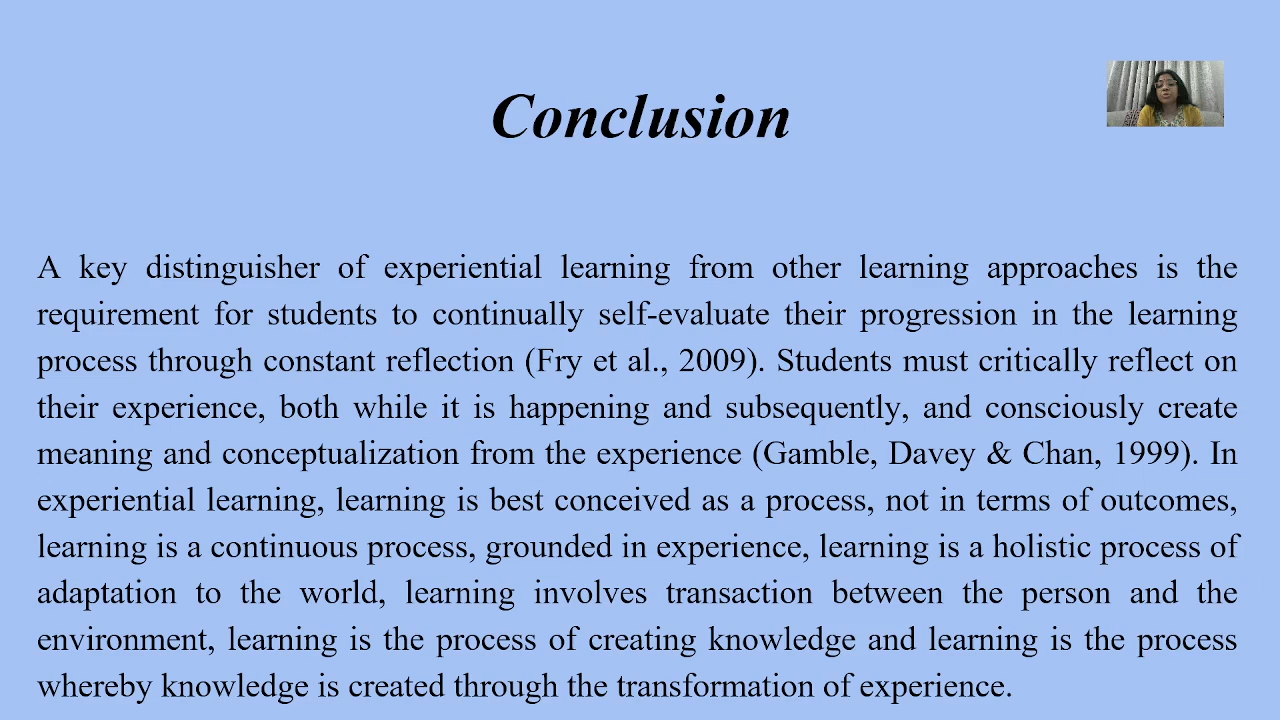 Conclusion
A key distinguisher of experiential learning from other learning approaches is the
requirement for students to continually self-evaluate their progression in the learning
process through constant reflection (Fry et al., 2009). Students must critically reflect on
their experience, both while it is happening and subsequently, and consciously create
meaning and conceptualization from the experience (Gamble, Davey & Chan, 1999). In
experiential learning, learning is best conceived as a process, not in terms of outcomes,
learning is a continuous process, grounded in experience, learning is a holistic process of
adaptation to the world, learning involves transaction between the person and the
environment, learning is the process of creating knowledge and learning is the process
whereby knowledge is created through the transformation of experience.